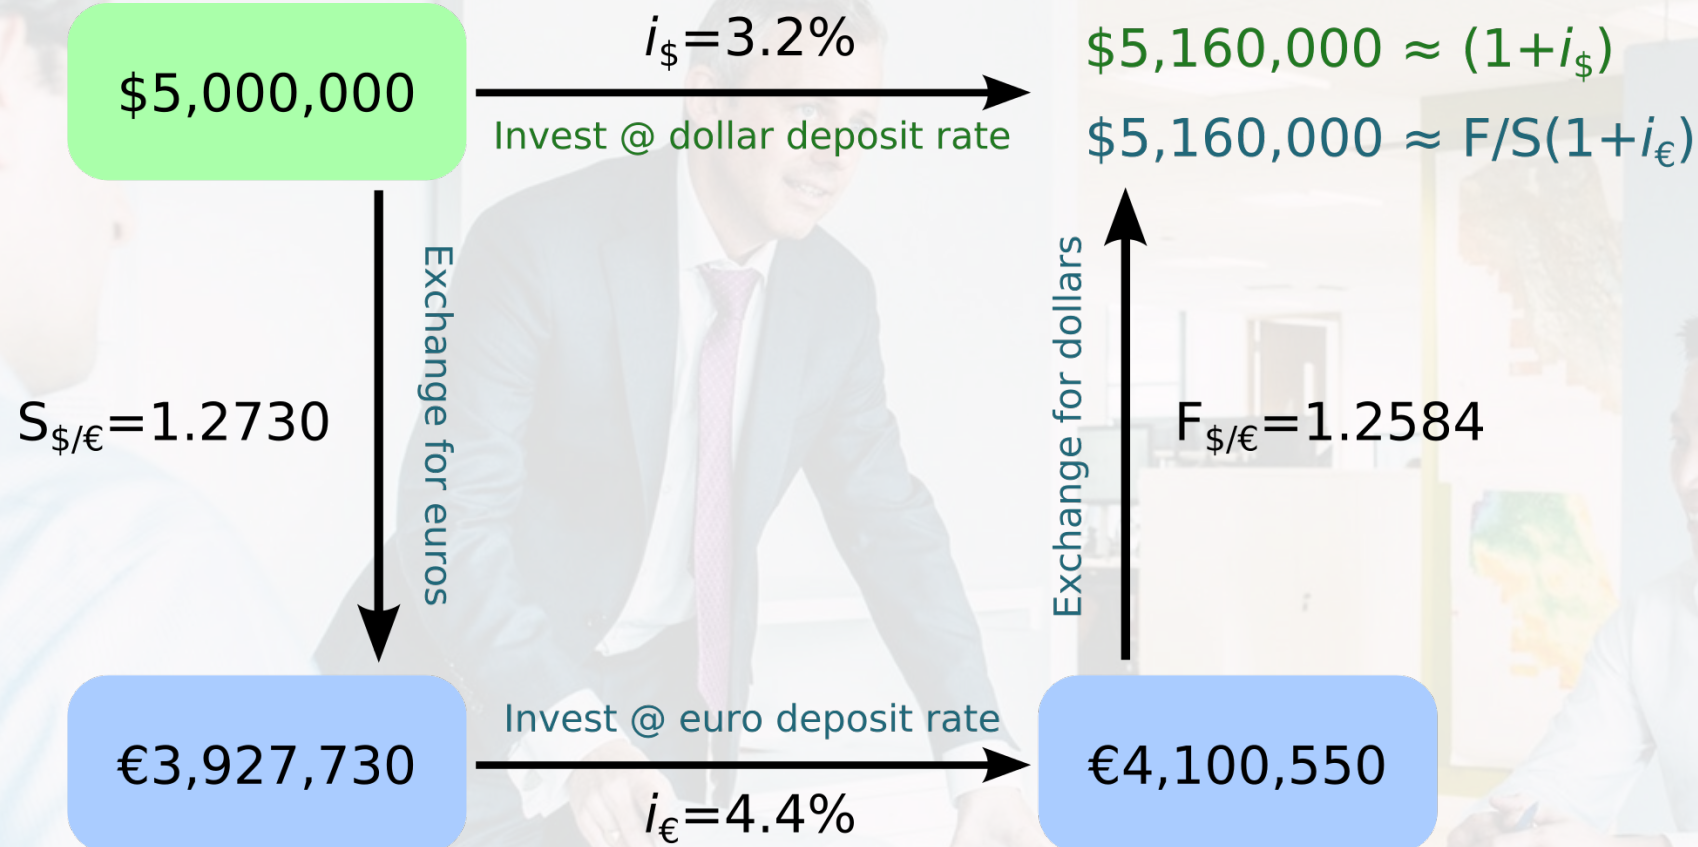 $5,000,000
i$=3.2%
Invest @ dollar deposit rate
$5,160,000 ≈ (1+i$)
$5,160,000 ≈ F/S(1+i€)
S$/€=1.2730
Exchange for euros
Exchange for dollars
F$/€=1.2584
€3,927,730
Invest @ euro deposit rate
i€=4.4%
€4,100,550